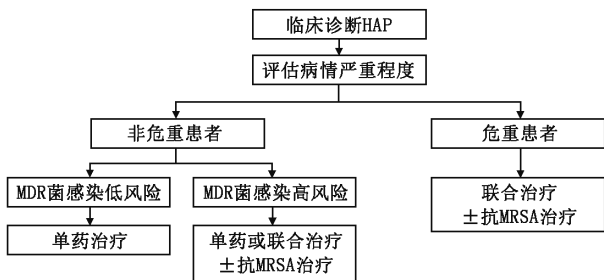 临床诊断HAP
评估病情严重程度
非危重患者
危重患者
MDR菌感染低风险
MDR菌感染高风险
联合治疗
±抗MRSA治疗
单药治疗
单药或联合治疗
±抗MRSA治疗